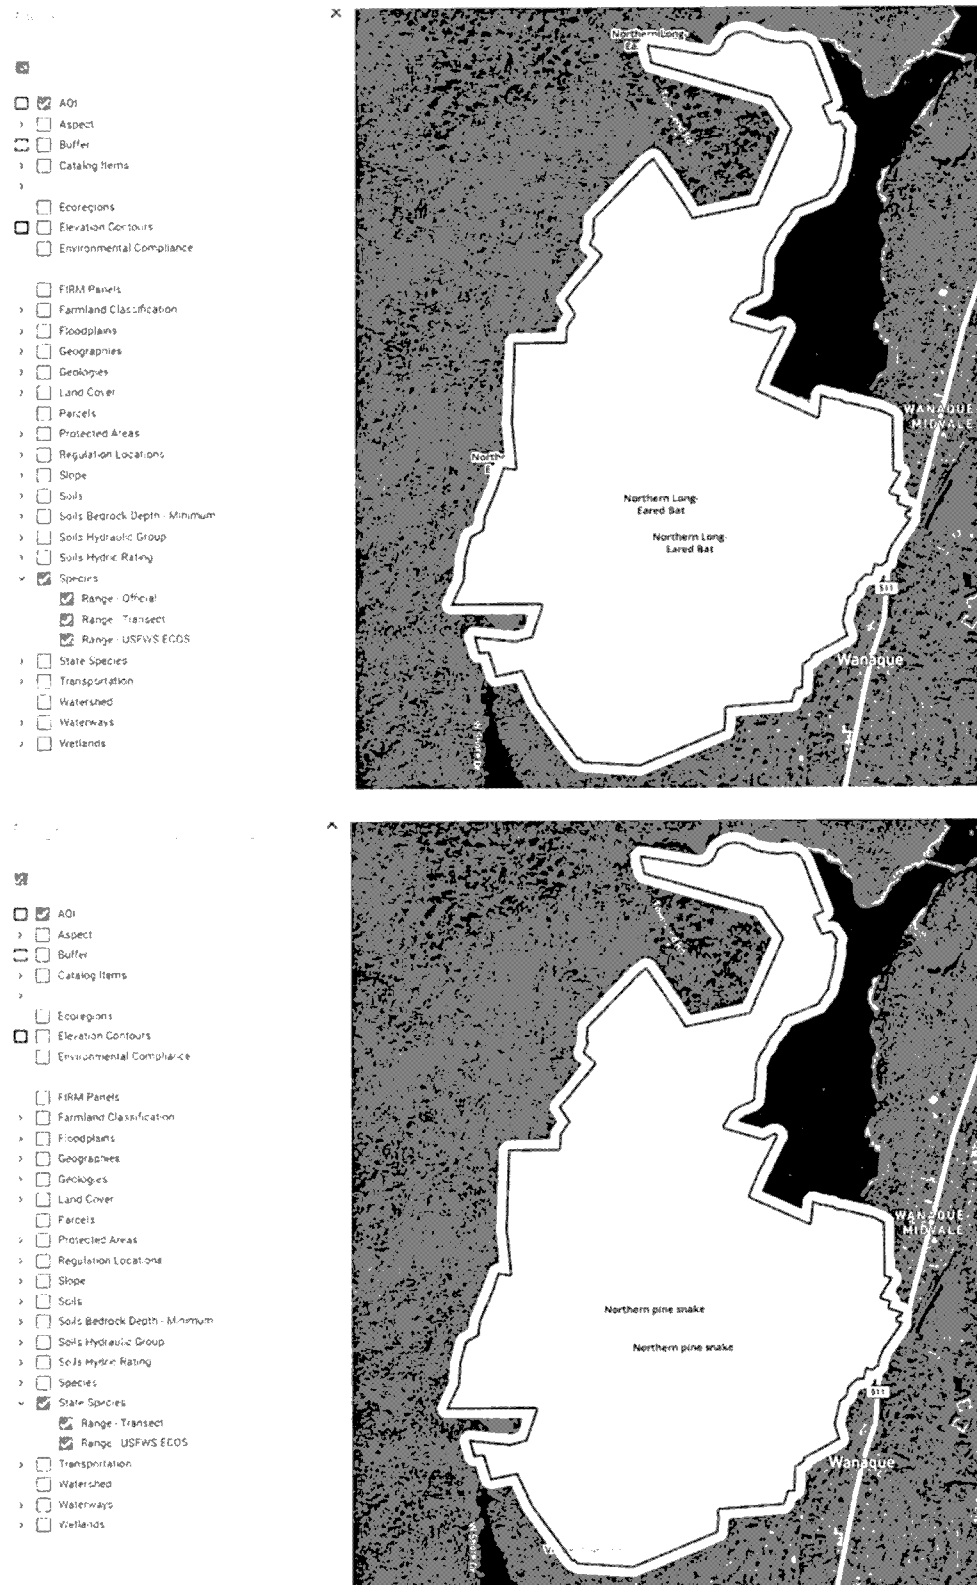 AOI
Aspect
Buffer
Catalog Items
Ecoregions
Elevation Contours
Environmental Compliance
FIRM Panels
Farmland Classification
Floodplains
Geographies
Geologies
Land Cover
Parcels
Protected Areas
Regulation Locations
Slope
Soils
Soils Bedrock Depth - Minimum
Soils Hydraulic Group
Soils Hydric Rating
Species
Range - Official
Range - Transect
Range - USFWS ECOS
State Species
Transportation
Watershed
Waterways
Wetlands
Northern Long-
Northern Long-
Eared Bat
Northern Long-
Eared Bat
WANAQUE-
MIDVALE
511
Wanaque
AOI
Aspect
Buffer
Catalog Items
Ecoregions
Elevation Contours
Environmental Compliance
FIRM Panels
Farmland Classification
Floodplains
Geographies
Geologies
Land Cover
Parcels
Protected Areas
Regulation Locations
Slope
Soils
Soils Bedrock Depth - Minimum
Soils Hydraulic Group
Soils Hydric Rating
Species
State Species
Range - Transect
Range - USFWS ECOS
Transportation
Watershed
Waterways
Wetlands
Northern pine snake
Northern pine snake
WANAQUE-
MIDVALE
511
Wanaque